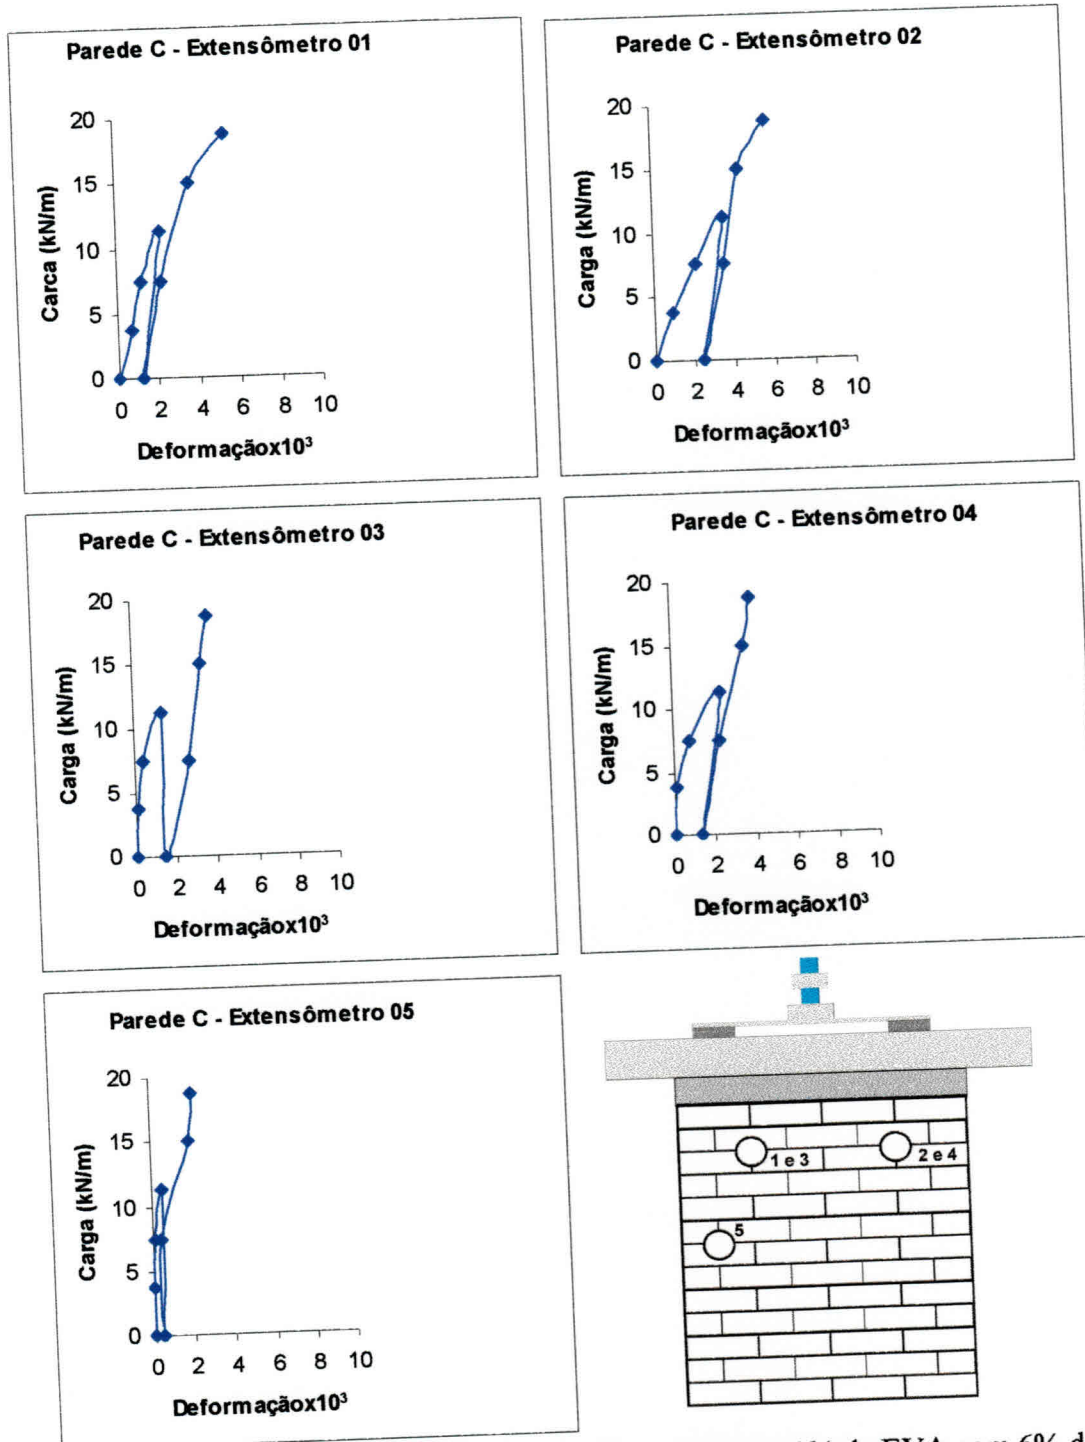 Parede C - Extensômetro 01
20
15
10
5
0
Carca (kN/m)
0 2 4 6 8 10
Deformaçãox10³
Parede C - Extensômetro 02
20
15
10
5
0
Carga (kN/m)
0 2 4 6 8 10
Deformaçãox10³
Parede C - Extensômetro 03
20
15
10
5
0
Carga (kN/m)
0 2 4 6 8 10
Deformaçãox10³
Parede C - Extensômetro 04
20
15
10
5
0
Carga (kN/m)
0 2 4 6 8 10
Deformaçãox10³
Parede C - Extensômetro 05
20
15
10
5
0
Carga (kN/m)
0 2 4 6 8 10
Deformaçãox10³
1 e 3
2 e 4
5
EVA com 6% d